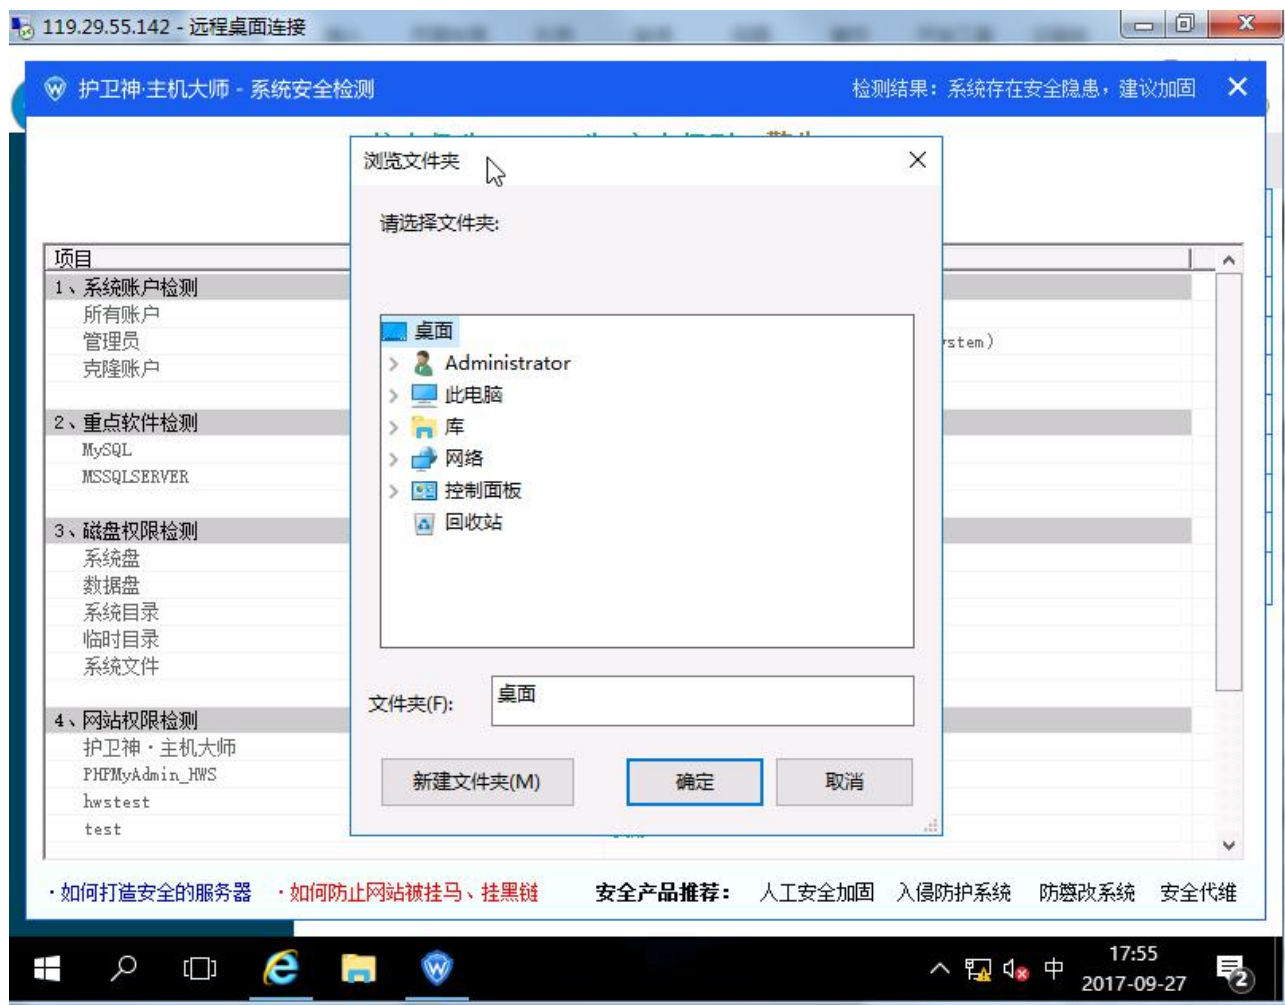 119.29.55.142 - 远程桌面连接
护卫神·主机大师 - 系统安全检测
检测结果：系统存在安全隐患，建议加固
浏览文件夹
请选择文件夹:
项目
1、系统账户检测
所有账户
管理员
stem)
克隆账户
2、重点软件检测
MySQL
MSSQLSERVER
3、磁盘权限检测
系统盘
数据盘
系统目录
临时目录
系统文件
4、网站权限检测
护卫神·主机大师
PHPMyAdmin_HWS
hwstest
test
桌面
Administrator
此电脑
库
网络
控制面板
回收站
文件夹(F):
桌面
新建文件夹(M)
确定
取消
·如何打造安全的服务器
·如何防止网站被挂马、挂黑链
安全产品推荐：
人工安全加固
入侵防护系统
防篡改系统
安全代维
中
17:55
2017-09-27
2